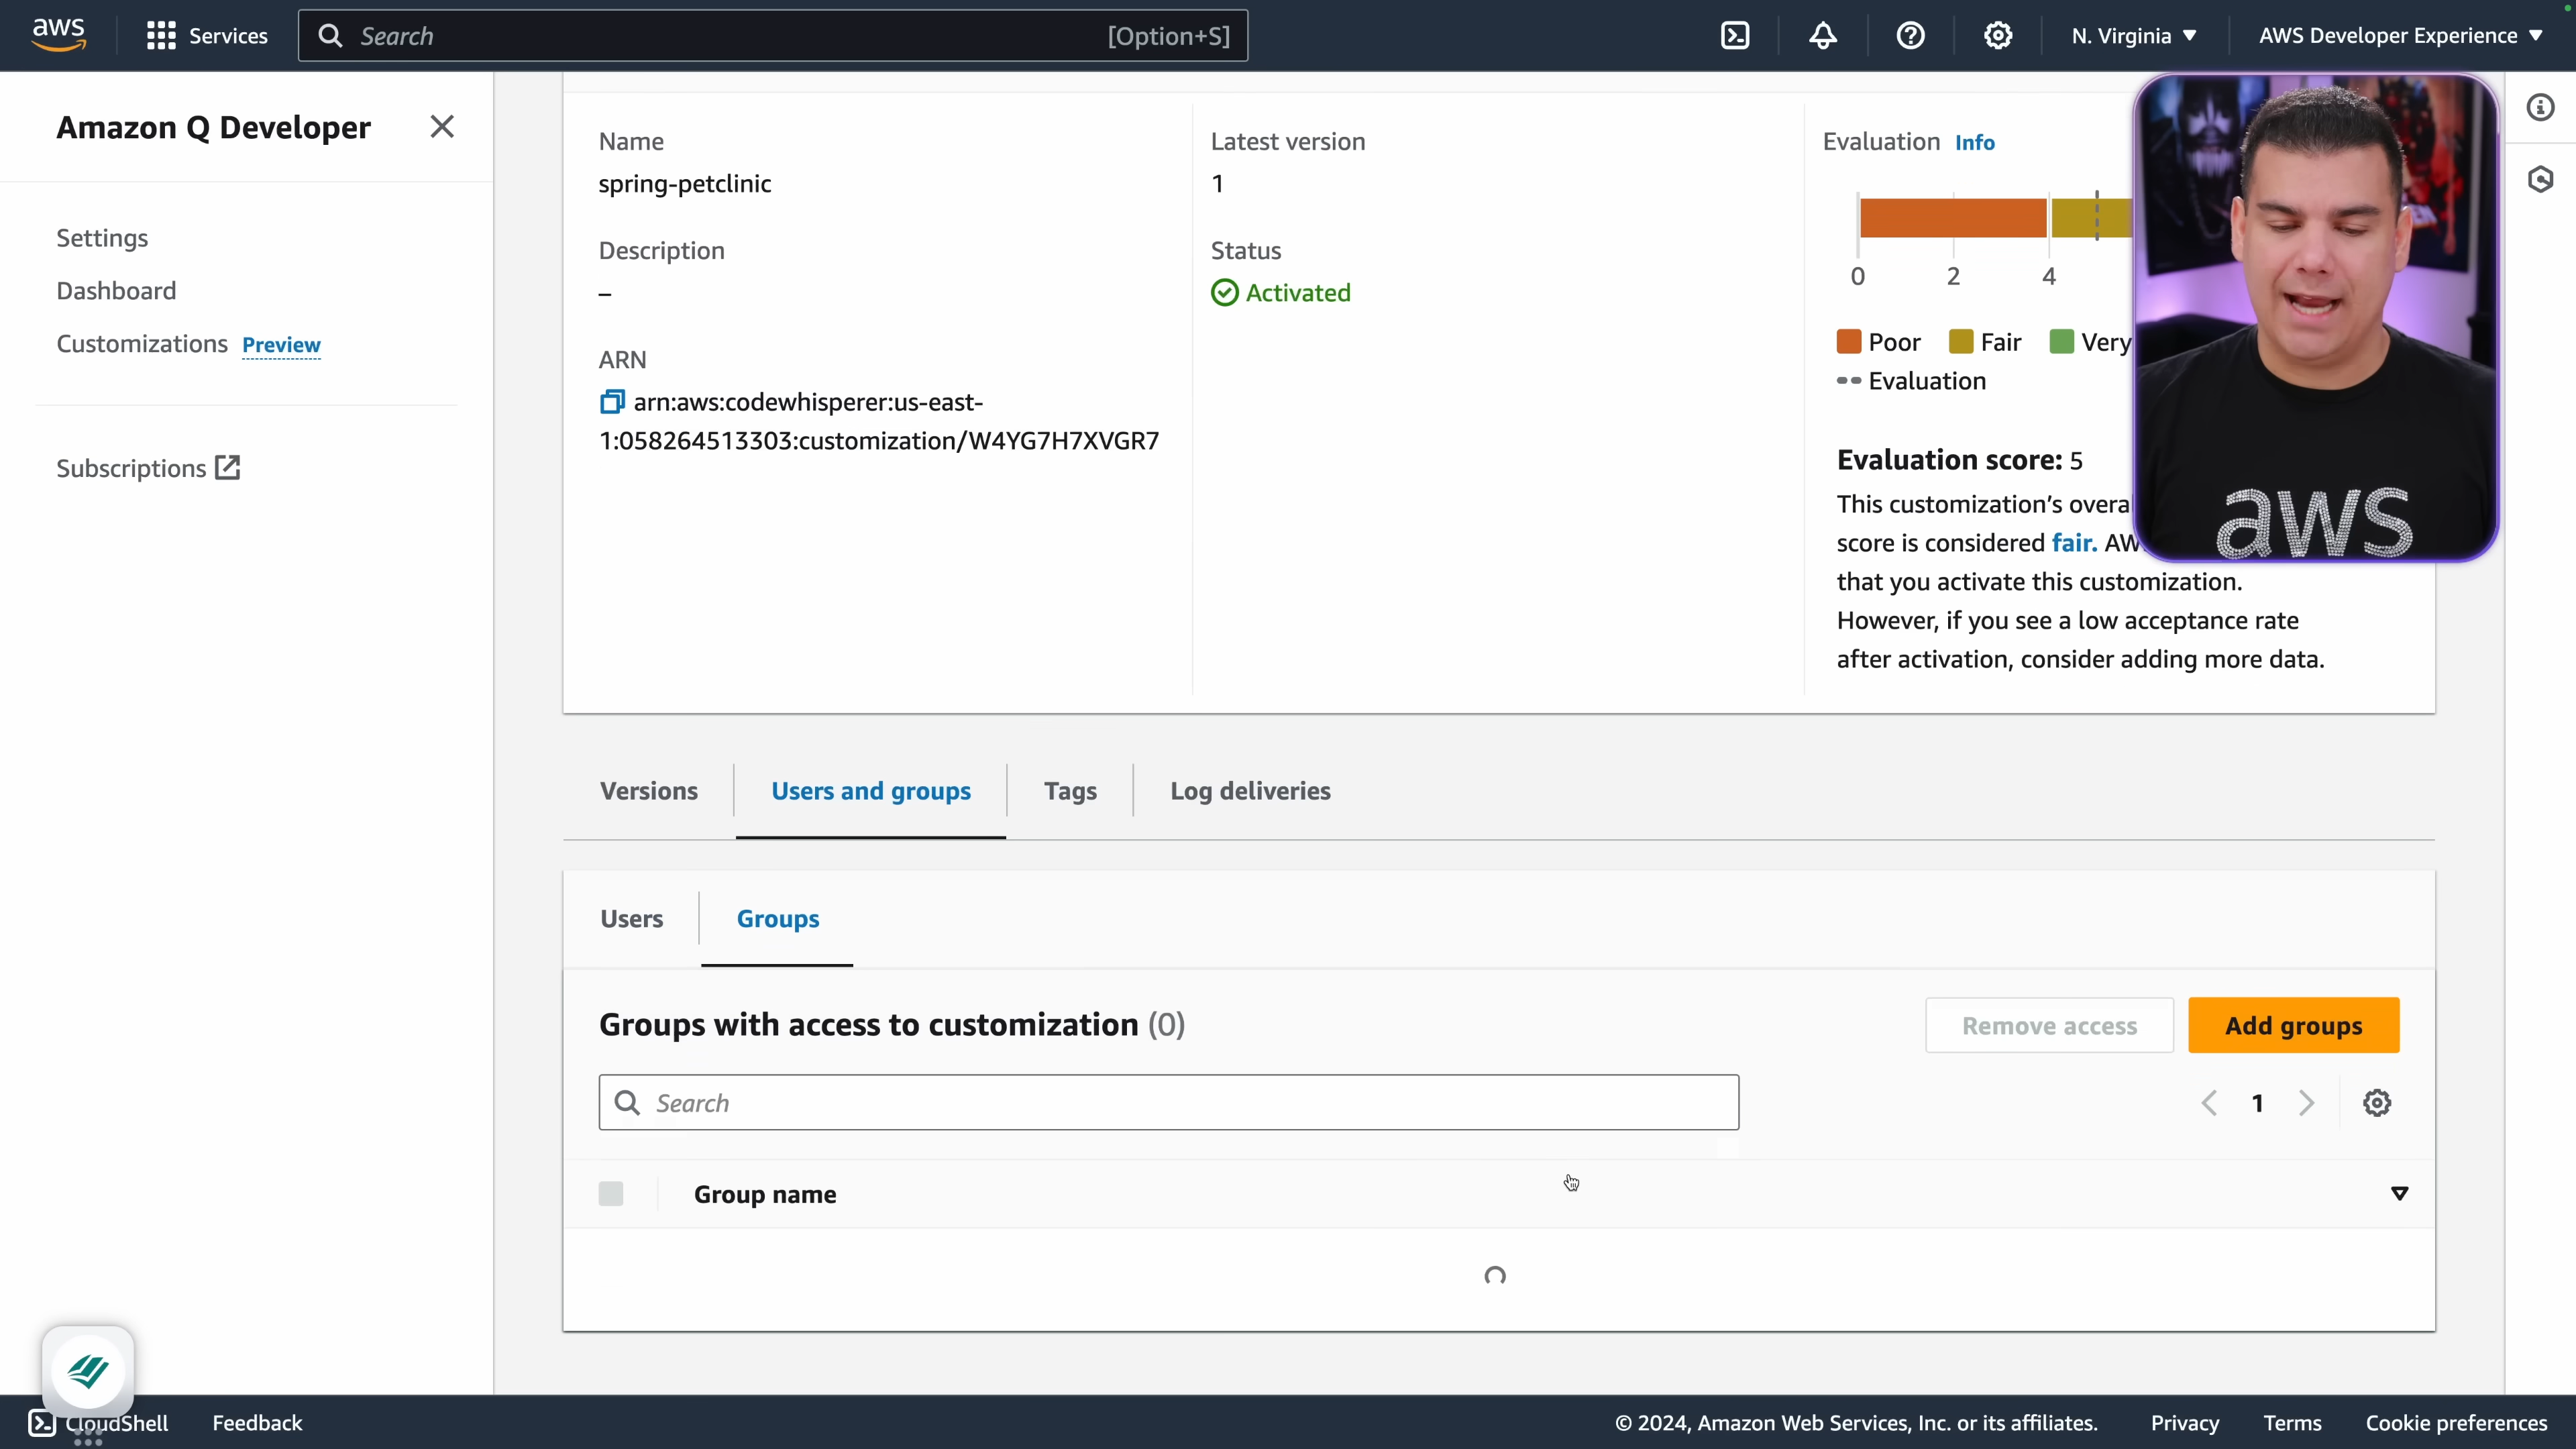 aws
Services
Search
[Option+S]
N. Virginia
AWS Developer Experience
Amazon Q Developer
Settings
Dashboard
Customizations Preview
Subscriptions
Name
spring-petclinic
Description
–
ARN
arn:aws:codewhisperer:us-east-
1:058264513303:customization/W4YG7H7XVGR7
Latest version
1
Status
Activated
Evaluation Info
0 2 4
Poor Fair Very
Evaluation
Evaluation score: 5
This customization's
score is considered fair.
that you activate this customization.
However, if you see a low acceptance rate
after activation, consider adding more data.
aws
Versions
Users and groups
Tags
Log deliveries
Users
Groups
Groups with access to customization (0)
Remove access
Add groups
Search
1
Group name
CloudShell
Feedback
© 2024, Amazon Web Services, Inc. or its affiliates.
Privacy
Terms
Cookie preferences